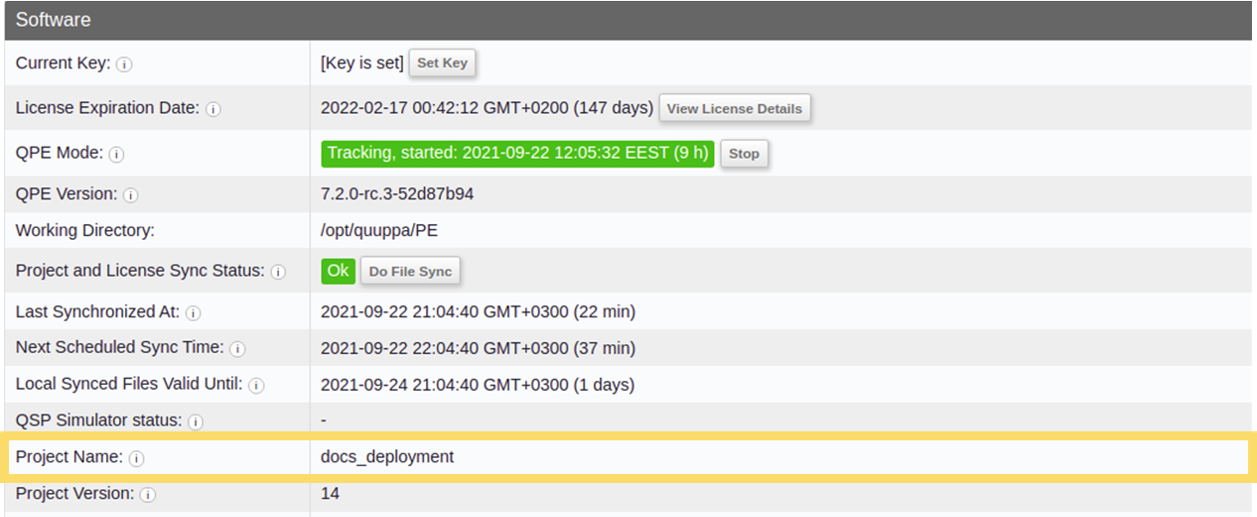 Software
Current Key: i [Key is set] Set Key
License Expiration Date: i 2022-02-17 00:42:12 GMT+0200 (147 days) View License Details
QPE Mode: i Tracking, started: 2021-09-22 12:05:32 EEST (9 h) Stop
QPE Version: i 7.2.0-rc.3-52d87b94
Working Directory: /opt/quuppa/PE
Project and License Sync Status: i Ok Do File Sync
Last Synchronized At: i 2021-09-22 21:04:40 GMT+0300 (22 min)
Next Scheduled Sync Time: i 2021-09-22 22:04:40 GMT+0300 (37 min)
Local Synced Files Valid Until: i 2021-09-24 21:04:40 GMT+0300 (1 days)
QSP Simulator status: i -
Project Name: i docs_deployment
Project Version: i 14